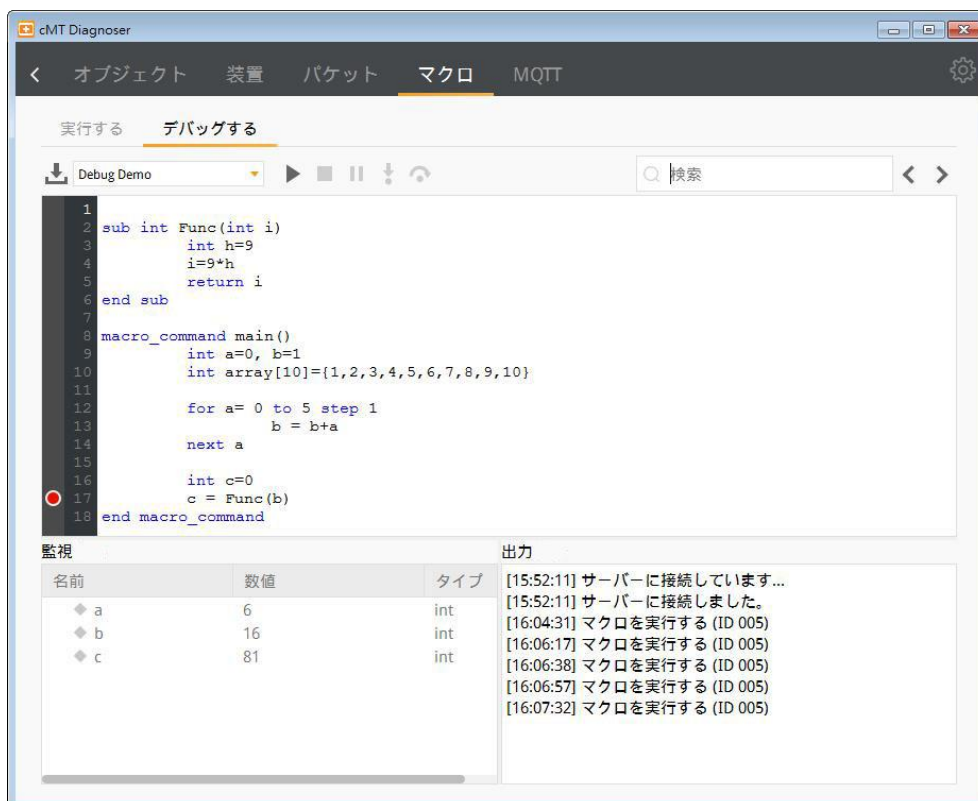 cMT Diagnoser
オブジェクト 装置 パケット マクロ MQTT
実行する デバッグする
Debug Demo 検索
1
2 sub int Func(int i)
3 int h=9
4 i=9*h
5 return i
6 end sub
7
8 macro_command main()
9 int a=0, b=1
10 int array[10]={1,2,3,4,5,6,7,8,9,10}
11
12 for a= 0 to 5 step 1
13 b = b+a
14 next a
15
16 int c=0
17 c = Func(b)
18 end macro_command
監視
名前 数値 タイプ
a 6 int
b 16 int
c 81 int
出力
[15:52:11] サーバーに接続しています...
[15:52:11] サーバーに接続しました。
[16:04:31] マクロを実行する (ID 005)
[16:06:17] マクロを実行する (ID 005)
[16:06:38] マクロを実行する (ID 005)
[16:06:57] マクロを実行する (ID 005)
[16:07:32] マクロを実行する (ID 005)